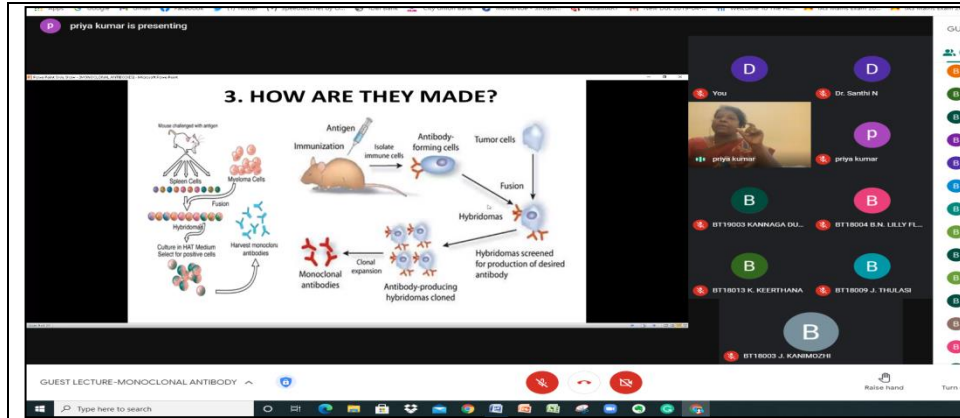 priya kumar is presenting
3. HOW ARE THEY MADE?
Mouse challenged with antigen
Spleen Cells
Myeloma Cells
Fusion
Hybridomas
Culture in HAT Medium
Select for positive cells
Harvest monoclonal
antibodies
Antigen
Immunization
Isolate
immune cells
Antibody-
forming cells
Tumor cells
Fusion
Hybridomas
Hybridomas screened
for production of desired
antibody
Antibody-producing
hybridomas cloned
Clonal
expansion
Monoclonal
antibodies
You
Dr. Santhi N
priya kumar
priya kumar
BT19003 KANNAGA DU...
BT18004 B.N. LILLY FL...
BT18013 K. KEERTHANA
BT18009 J. THULASI
BT18003 J. KANIMOZHI
GUEST LECTURE-MONOCLONAL ANTIBODY
Raise hand
Turn
Type here to search